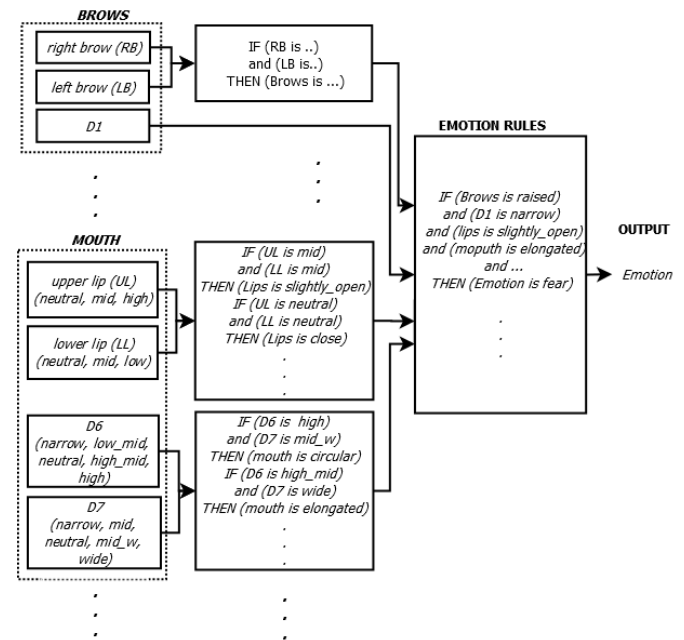 BROWS
right brow (RB)
left brow (LB)
D1
IF (RB is ..)
and (LB is..)
THEN (Brows is ...)
. . .
. . .
MOUTH
upper lip (UL)
(neutral, mid, high)
lower lip (LL)
(neutral, mid, low)
D6
(narrow, low_mid,
neutral, high_mid,
high)
D7
(narrow, mid,
neutral, mid_w,
wide)
. . .
IF (UL is mid)
and (LL is mid)
THEN (Lips is slightly_open)
IF (UL is neutral)
and (LL is neutral)
THEN (Lips is close)
.
.
.
IF (D6 is high)
and (D7 is mid_w)
THEN (mouth is circular)
IF (D6 is high_mid)
and (D7 is wide)
THEN (mouth is elongated)
.
.
.
. . .
EMOTION RULES
IF (Brows is raised)
and (D1 is narrow)
and (lips is slightly_open)
and (moputh is elongated)
and ...
THEN (Emotion is fear)
.
.
.
OUTPUT
Emotion